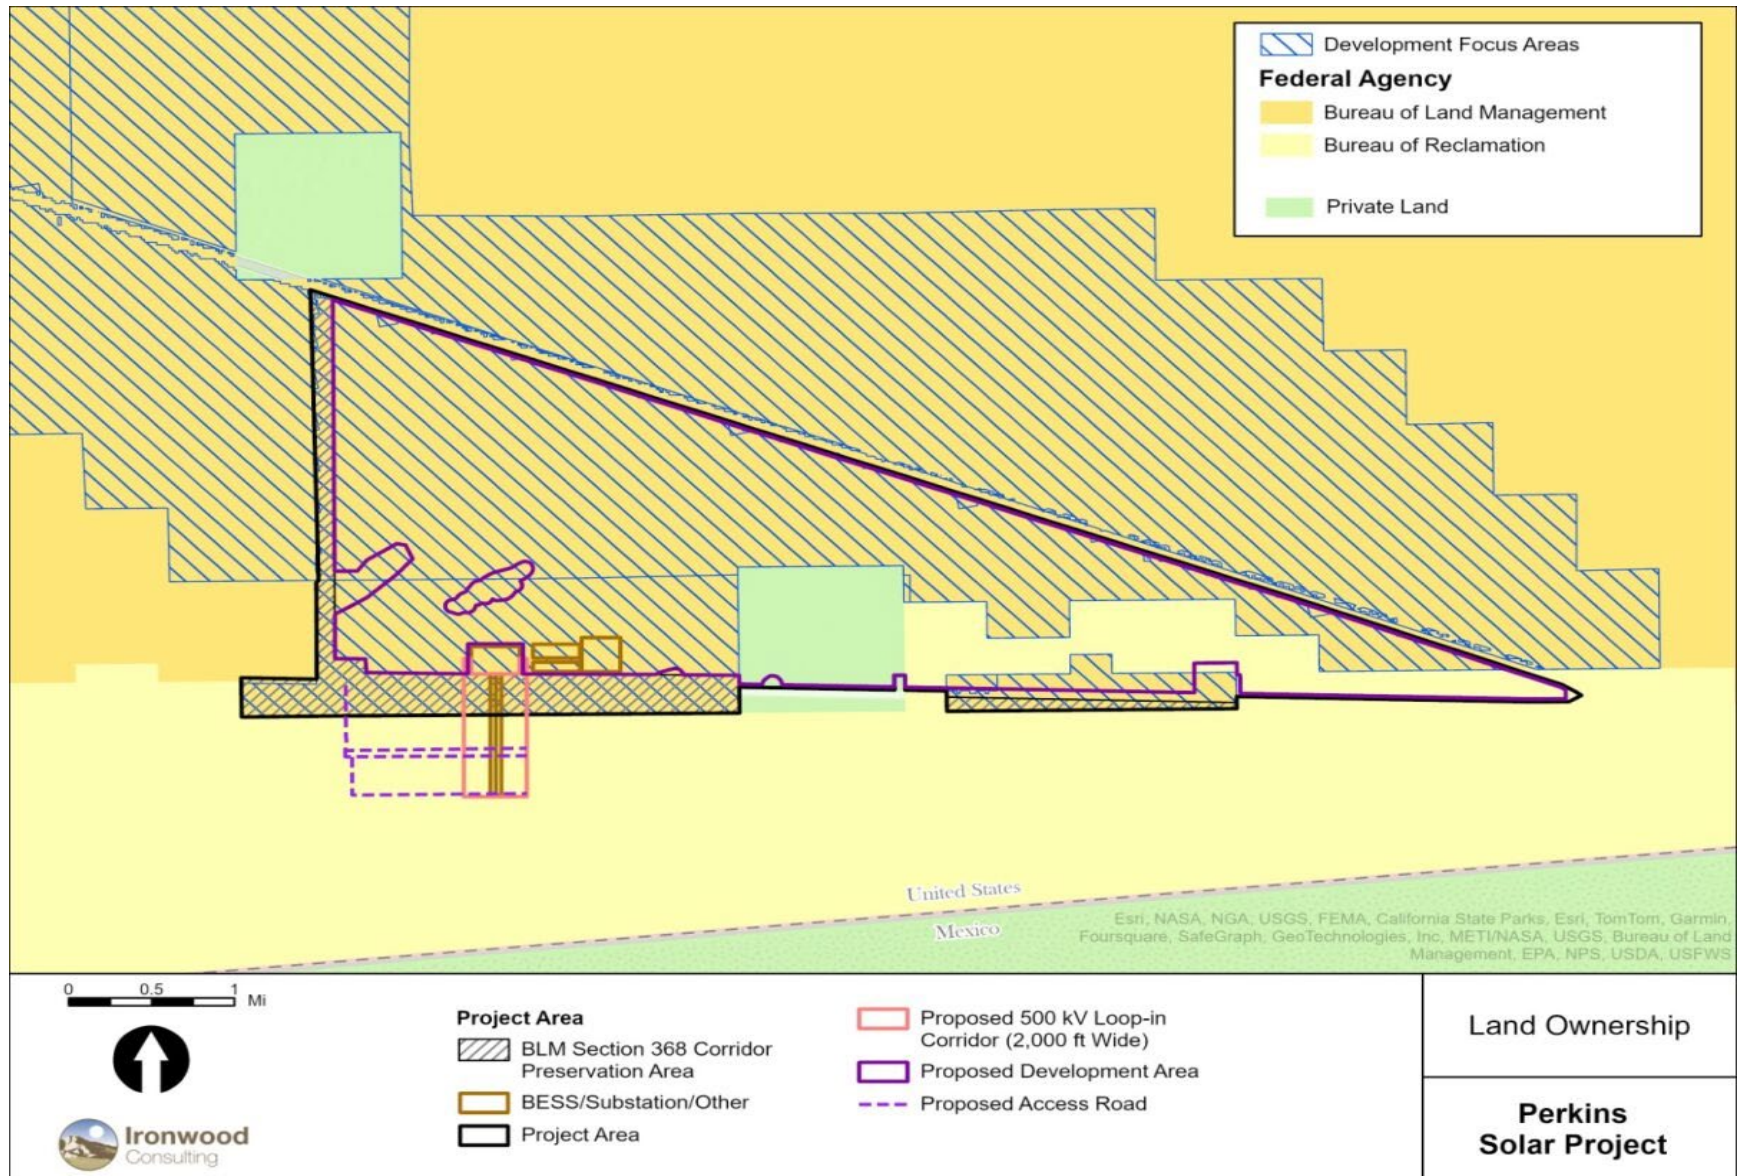 Development Focus Areas
Federal Agency
Bureau of Land Management
Bureau of Reclamation
Private Land
United States
Mexico
Esri, NASA, NGA, USGS, FEMA, California State Parks, Esri, TomTom, Garmin,
Foursquare, SafeGraph, GeoTechnologies, Inc, METI/NASA, USGS, Bureau of Land
Management, EPA, NPS, USDA, USFWS
0 0.5 1
Mi
Ironwood
Consulting
Project Area
BLM Section 368 Corridor
Preservation Area
BESS/Substation/Other
Project Area
Proposed 500 kV Loop-in
Corridor (2,000 ft Wide)
Proposed Development Area
Proposed Access Road
Land Ownership
Perkins
Solar Project